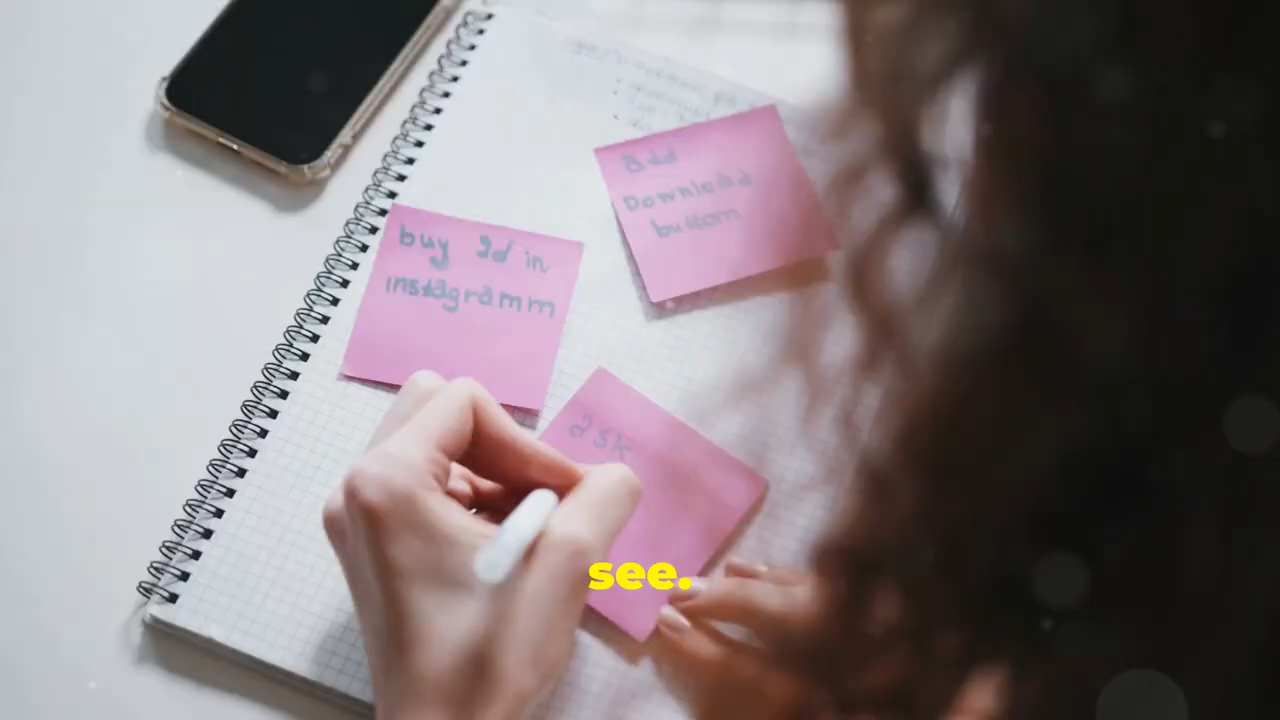 buy ad in
instagramm
add
Download
button
ask
see.